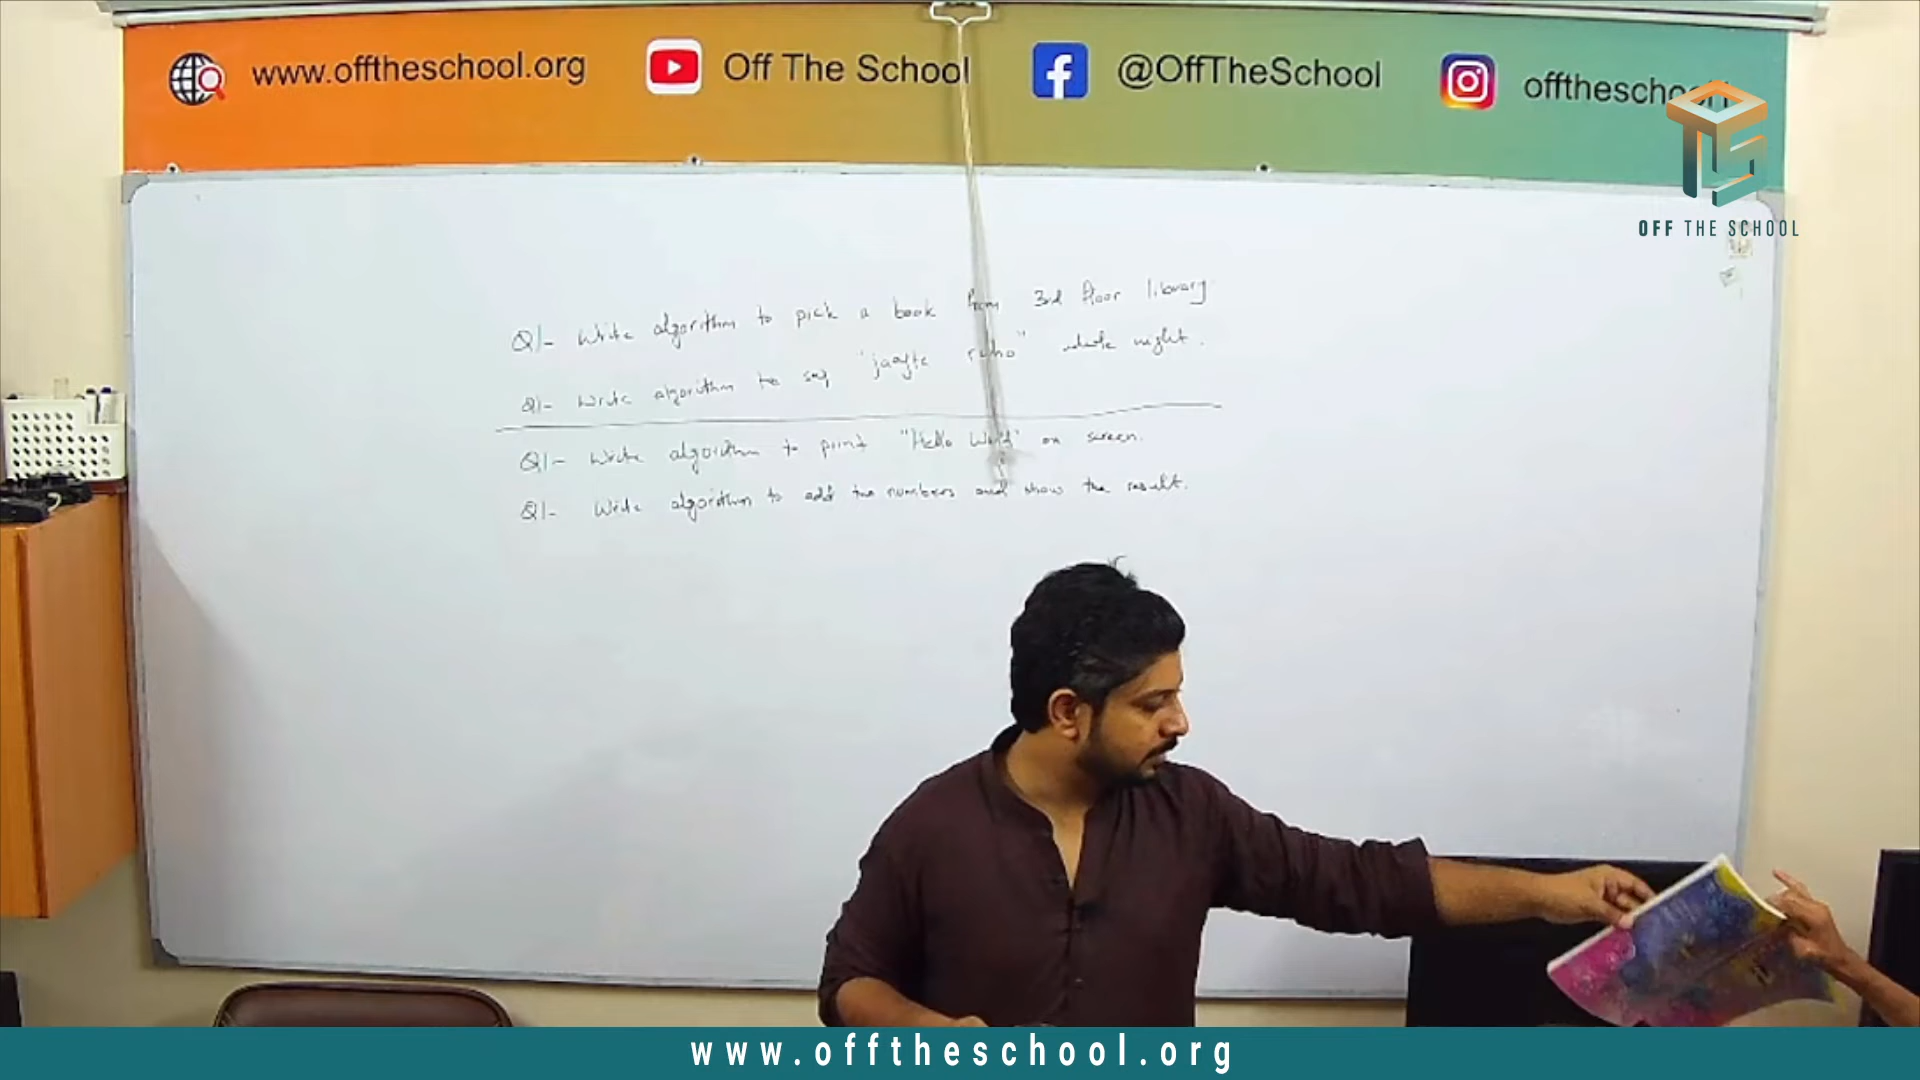 www.offtheschool.org
Off The School
@OffTheSchool
offtheschool
OFF THE SCHOOL
Q1- Write algorithm to pick a book from 3rd floor library
Q1- Write algorithm to say "jaagte raho" whole night.
Q1- Write algorithm to print "Hello World" on screen.
Q1- Write algorithm to add two numbers and show the result.
www.offtheschool.org